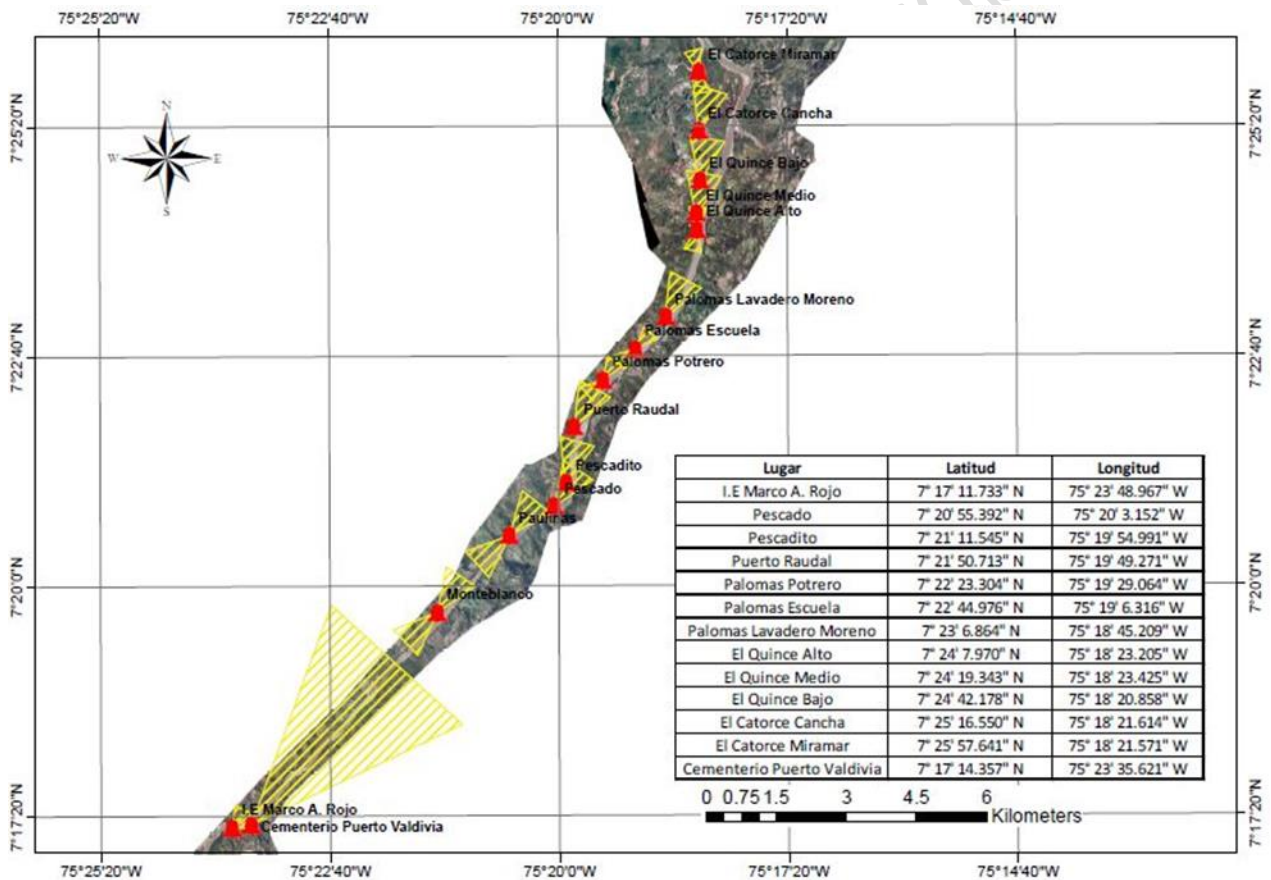 75°25'20"W 75°22'40"W 75°20'0"W 75°17'20"W 75°14'40"W
El Catorce Miramar
7°25'20"N
El Catorce Cancha
7°25'20"N
N
W E
S
El Quince Bajo
El Quince Medio
El Quince Alto
Palomas Lavadero Moreno
Palomas Escuela
7°22'40"N
Palomas Potrero
7°22'40"N
Puerto Raudal
Pescadito
Pescado
Paulinas
7°20'0"N
Monteblanco
7°20'0"N
I.E Marco A. Rojo
Cementerio Puerto Valdivia
7°17'20"N
7°17'20"N
Lugar Latitud Longitud
I.E Marco A. Rojo 7° 17' 11.733" N 75° 23' 48.967" W
Pescado 7° 20' 55.392" N 75° 20' 3.152" W
Pescadito 7° 21' 11.545" N 75° 19' 54.991" W
Puerto Raudal 7° 21' 50.713" N 75° 19' 49.271" W
Palomas Potrero 7° 22' 23.304" N 75° 19' 29.064" W
Palomas Escuela 7° 22' 44.976" N 75° 19' 6.316" W
Palomas Lavadero Moreno 7° 23' 6.864" N 75° 18' 45.209" W
El Quince Alto 7° 24' 7.970" N 75° 18' 23.205" W
El Quince Medio 7° 24' 19.343" N 75° 18' 23.425" W
El Quince Bajo 7° 24' 42.178" N 75° 18' 20.858" W
El Catorce Cancha 7° 25' 16.550" N 75° 18' 21.614" W
El Catorce Miramar 7° 25' 57.641" N 75° 18' 21.571" W
Cementerio Puerto Valdivia 7° 17' 14.357" N 75° 23' 35.621" W
0 0.75 1.5 3 4.5 6
Kilometers
75°25'20"W 75°22'40"W 75°20'0"W 75°17'20"W 75°14'40"W